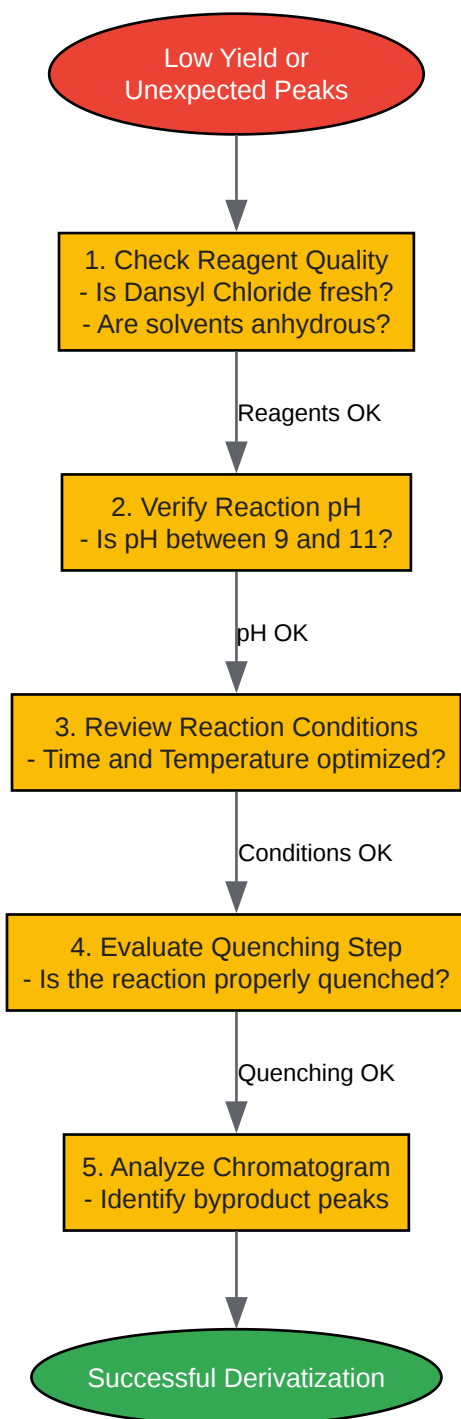 Low Yield or
Unexpected Peaks
1. Check Reagent Quality
- Is Dansyl Chloride fresh?
- Are solvents anhydrous?
Reagents OK
2. Verify Reaction pH
- Is pH between 9 and 11?
pH OK
3. Review Reaction Conditions
- Time and Temperature optimized?
Conditions OK
4. Evaluate Quenching Step
- Is the reaction properly quenched?
Quenching OK
5. Analyze Chromatogram
- Identify byproduct peaks
Successful Derivatization